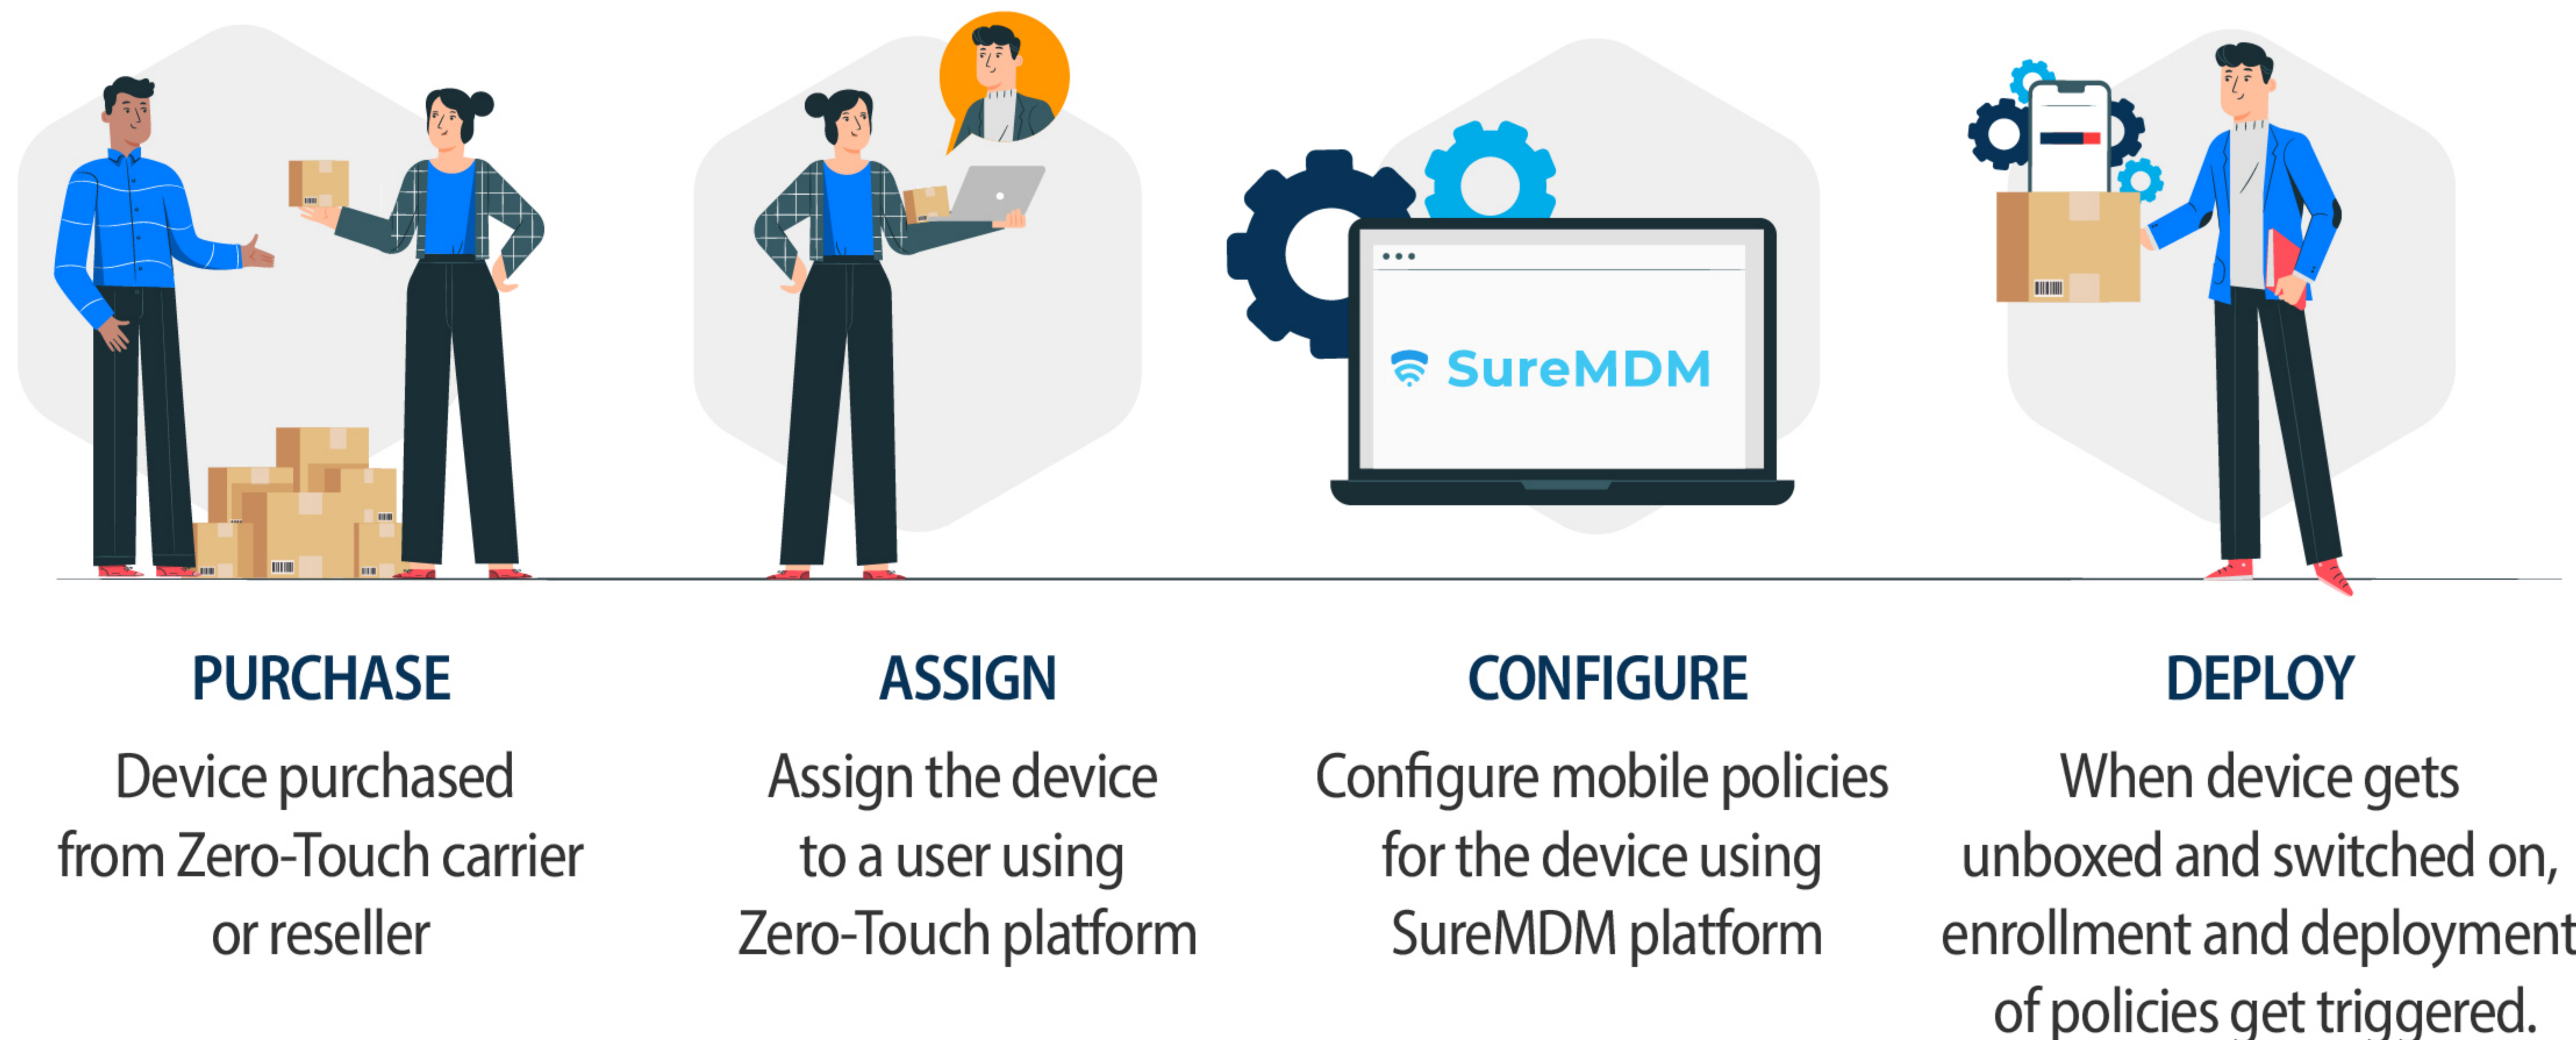 SureMDM
PURCHASE
Device purchased
from Zero-Touch carrier
or reseller
ASSIGN
Assign the device
to a user using
Zero-Touch platform
CONFIGURE
Configure mobile policies
for the device using
SureMDM platform
DEPLOY
When device gets
unboxed and switched on,
enrollment and deployment
of policies get triggered.